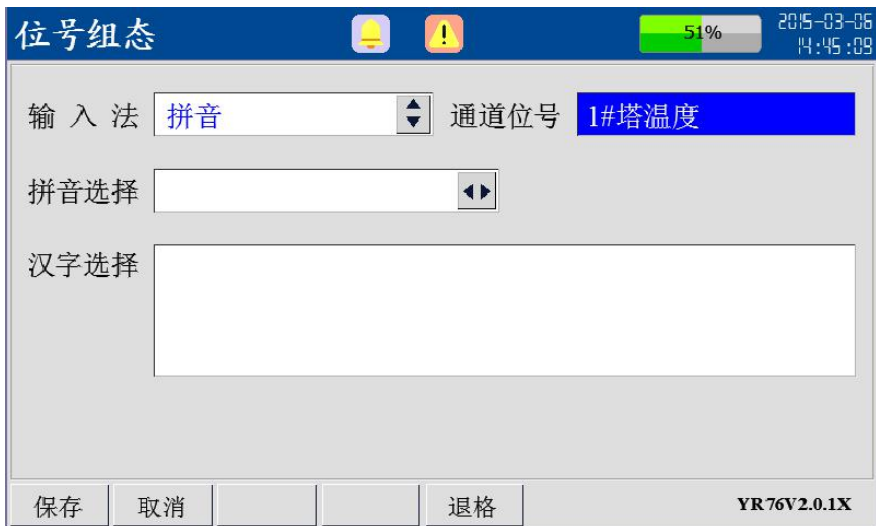 位号组态
51%
2015-03-06
14:45:09
输入法 拼音 通道位号 1#塔温度
拼音选择
汉字选择
保存 取消 退格 YR76V2.0.1X